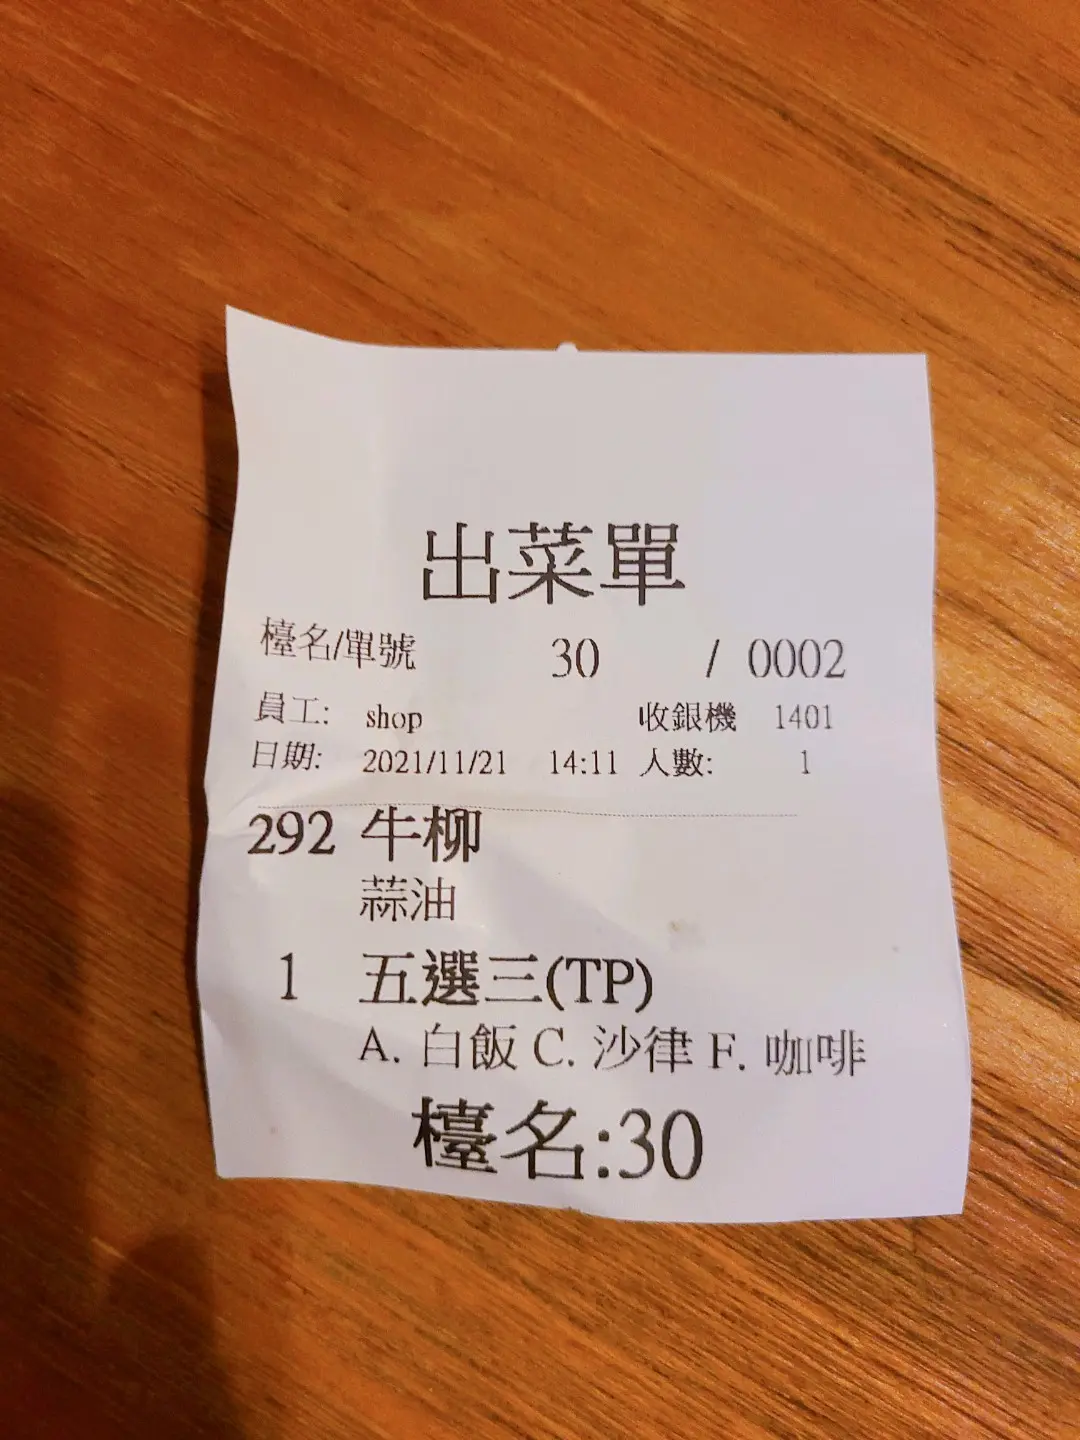 出菜單
檯名/單號 30 / 0002
員工: shop 收銀機 1401
日期: 2021/11/21 14:11 人數: 1
292 牛柳
蒜油
1 五選三(TP)
A. 白飯 C. 沙律 F. 咖啡
檯名:30